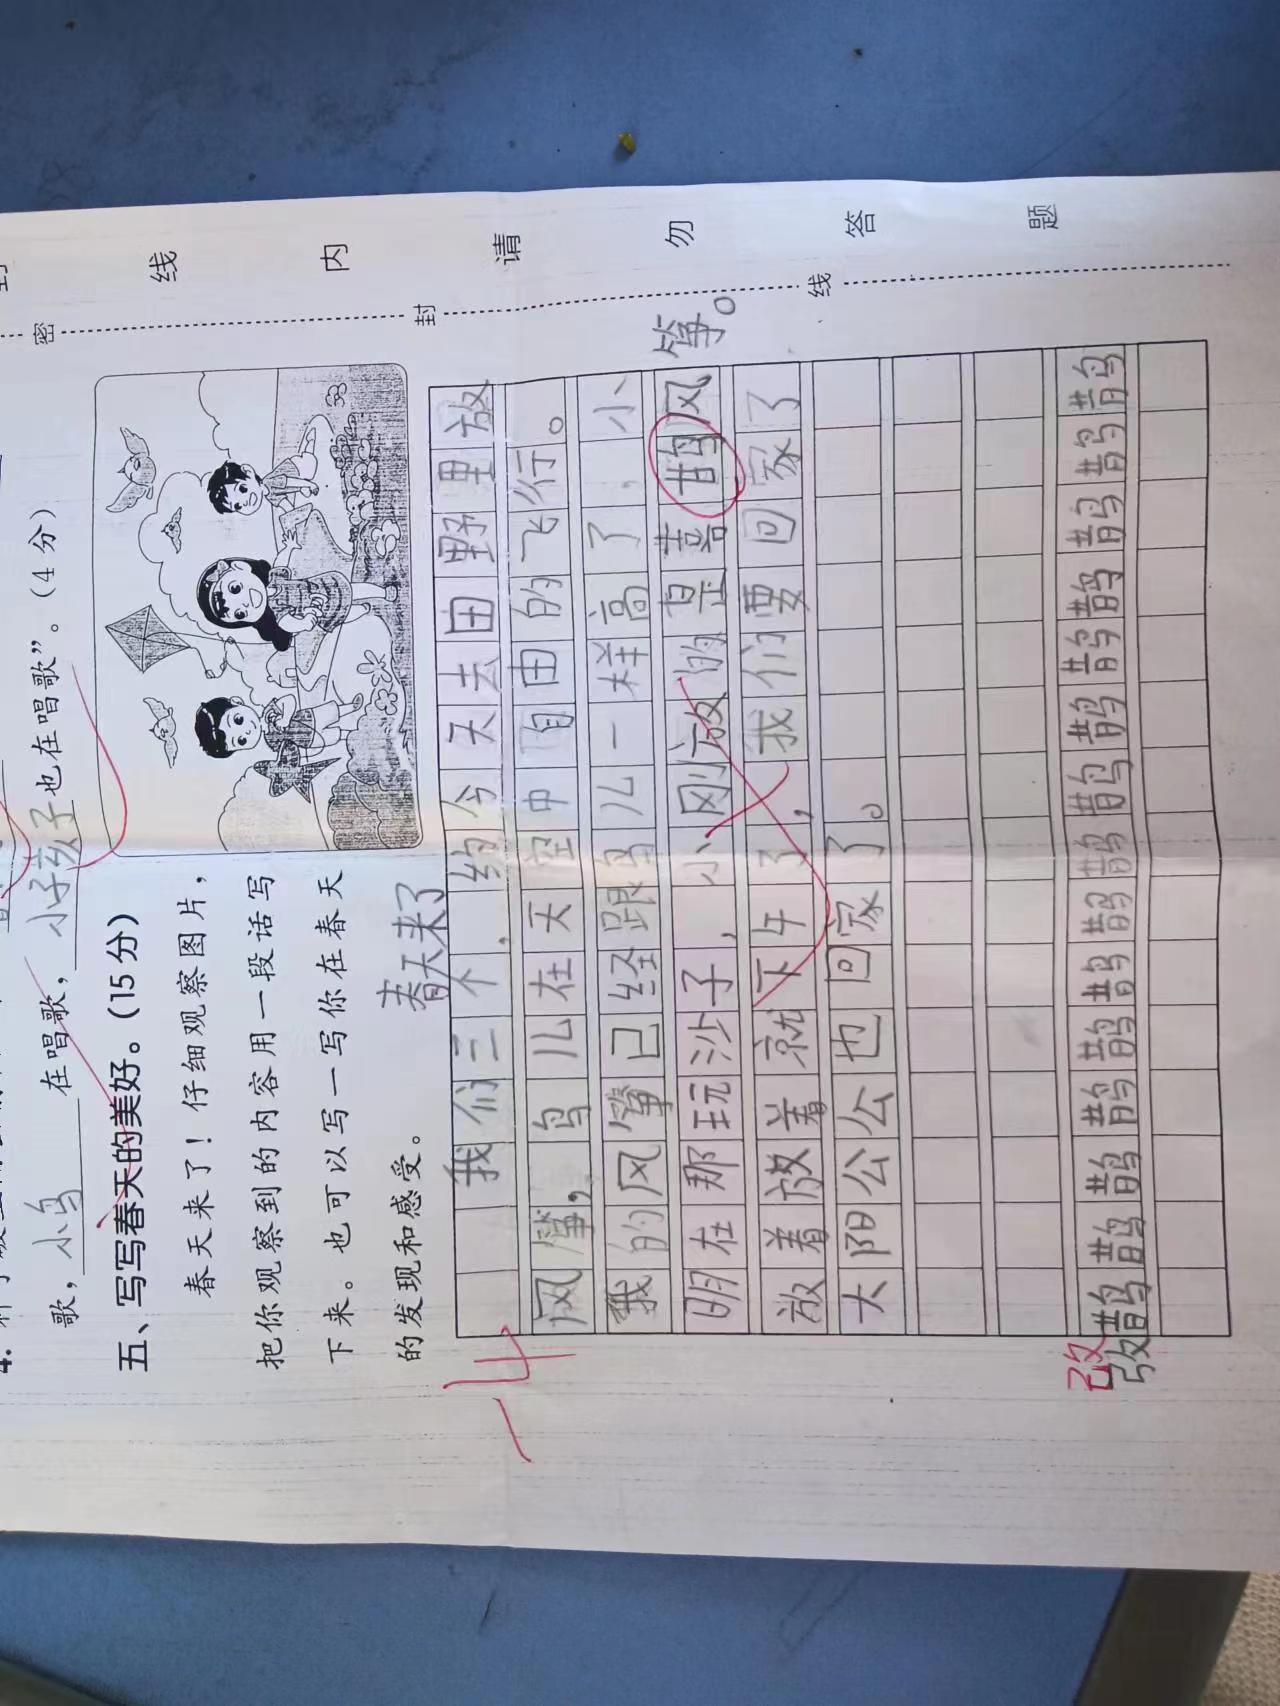 线 内 请 勿 答 题
密 封 线
歌，小鸟在唱歌，小孩子也在唱歌”。（4分）
五、写写春天的美好。（15分）
春天来了！仔细观察图片，
把你观察到的内容用一段话写
下来。也可以写一写你在春天
的发现和感受。
春天来了
14
我们三个，约今天去田野里放
风筝，鸟儿在天空中自由的飞行。
我的风筝已经跟鸟儿一样高了，小
明在那玩沙子，小刚放的是喜鹊风
筝。
放着放着就下午了，我们要回家了
太阳公公也回家了。
改
改鹊鹊鹊鹊鹊鹊鹊鹊鹊鹊鹊鹊鹊鹊鹊